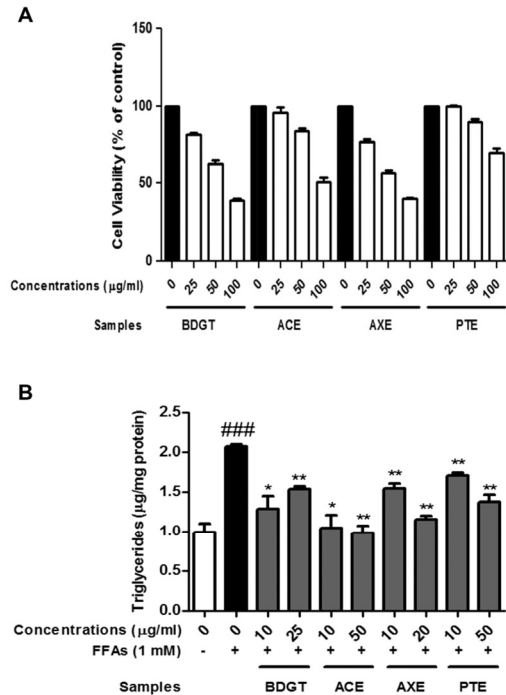 A
Cell Viability (% of control)
150
100
50
0
Concentrations (µg/ml)
0 25 50 100 0 25 50 100 0 25 50 100 0 25 50 100
Samples BDGT ACE AXE PTE
B
Triglycerides (µg/mg protein)
2.5
2.0
1.5
1.0
0.5
0.0
###
* ** * ** ** ** ** **
Concentrations (µg/ml) 0 0 10 25 10 50 10 20 10 50
FFAs (1 mM) - + + + + + + + + +
Samples BDGT ACE AXE PTE